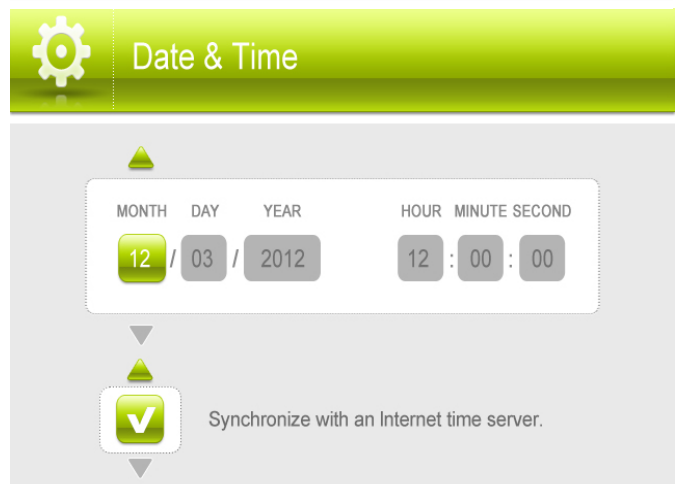 Date & Time
MONTH DAY YEAR HOUR MINUTE SECOND
12 / 03 / 2012 12 : 00 : 00
Synchronize with an Internet time server.